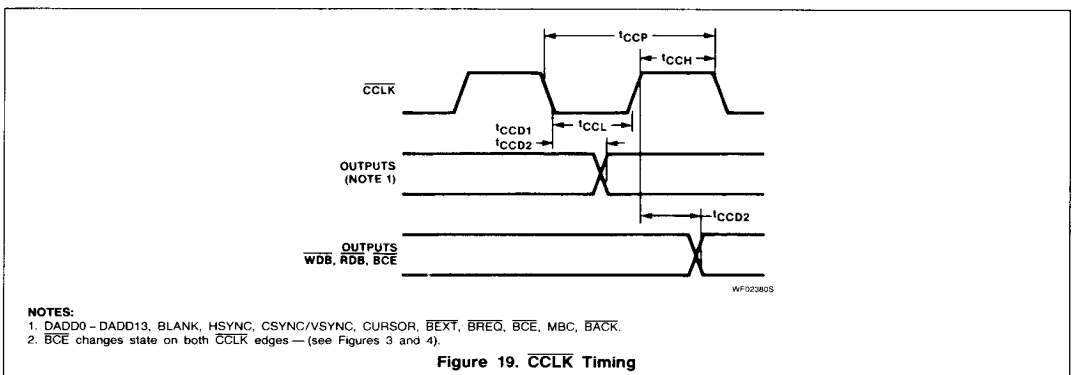 tCCP
tCCH
CCLK
tCCD1
tCCL
tCCD2
OUTPUTS
(NOTE 1)
tCCD2
OUTPUTS
WDB, RDB, BCE
WF02380S
NOTES:
1. DADD0 – DADD13, BLANK, HSYNC, CSYNC/VSYNC, CURSOR, BEXT, BREQ, BCE, MBC, BACK.
2. BCE changes state on both CCLK edges — (see Figures 3 and 4).
Figure 19. CCLK Timing